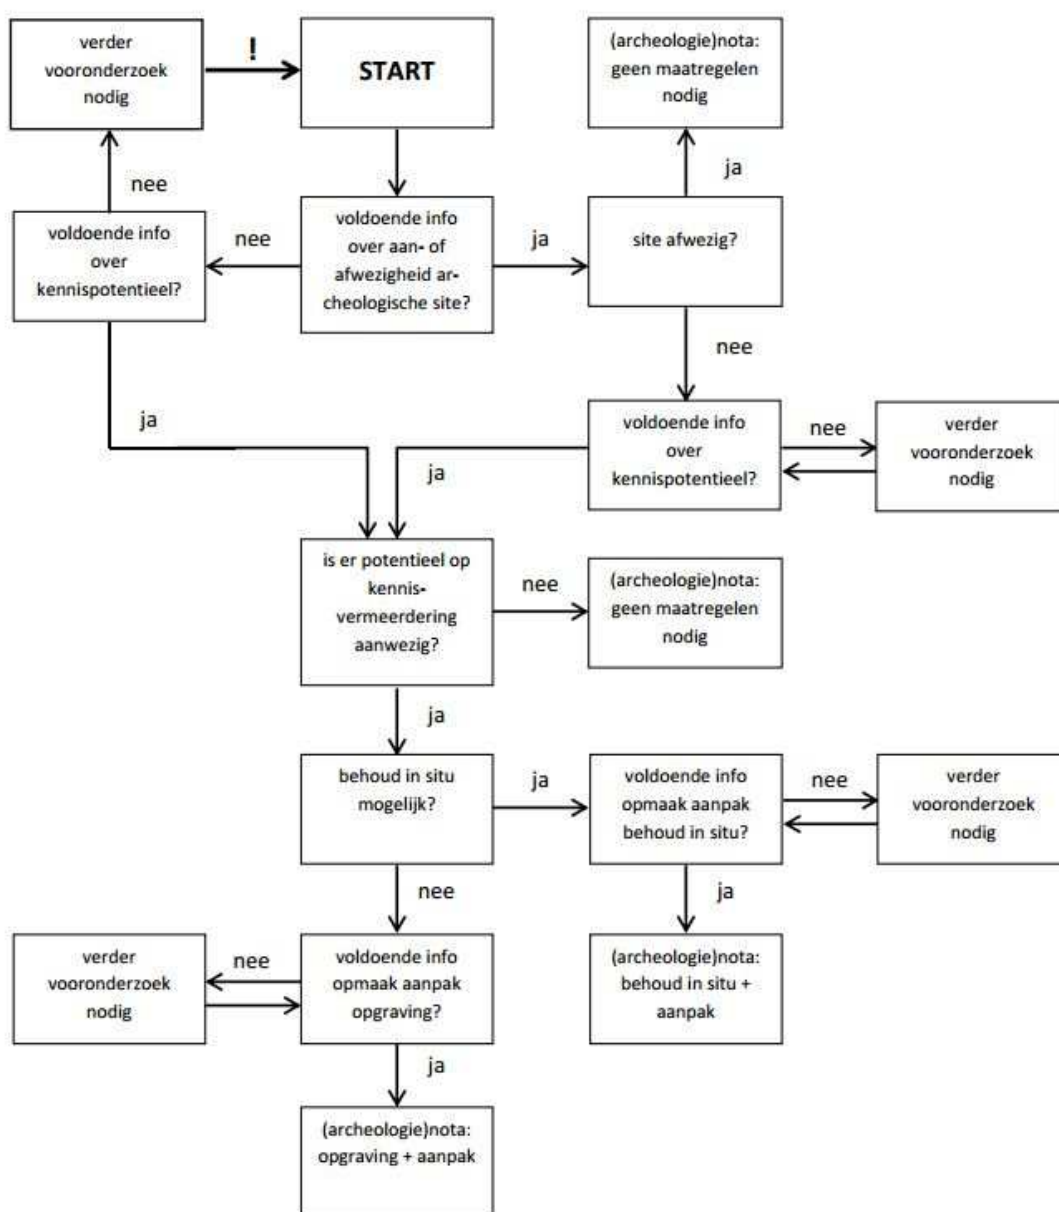 verder
vooronderzoek
nodig
!
START
(archeologie)nota:
geen maatregelen
nodig
nee
ja
voldoende info
over
kennispotentieel?
nee
voldoende info
over aan- of
afwezigheid ar-
cheologische site?
ja
site afwezig?
nee
ja
voldoende info
over
kennispotentieel?
nee
verder
vooronderzoek
nodig
ja
is er potentieel op
kennis-
vermeerdering
aanwezig?
nee
(archeologie)nota:
geen maatregelen
nodig
ja
behoud in situ
mogelijk?
ja
voldoende info
opmaak aanpak
behoud in situ?
nee
verder
vooronderzoek
nodig
nee
ja
verder
vooronderzoek
nodig
nee
voldoende info
opmaak aanpak
opgraving?
(archeologie)nota:
behoud in situ +
aanpak
ja
(archeologie)nota:
opgraving + aanpak